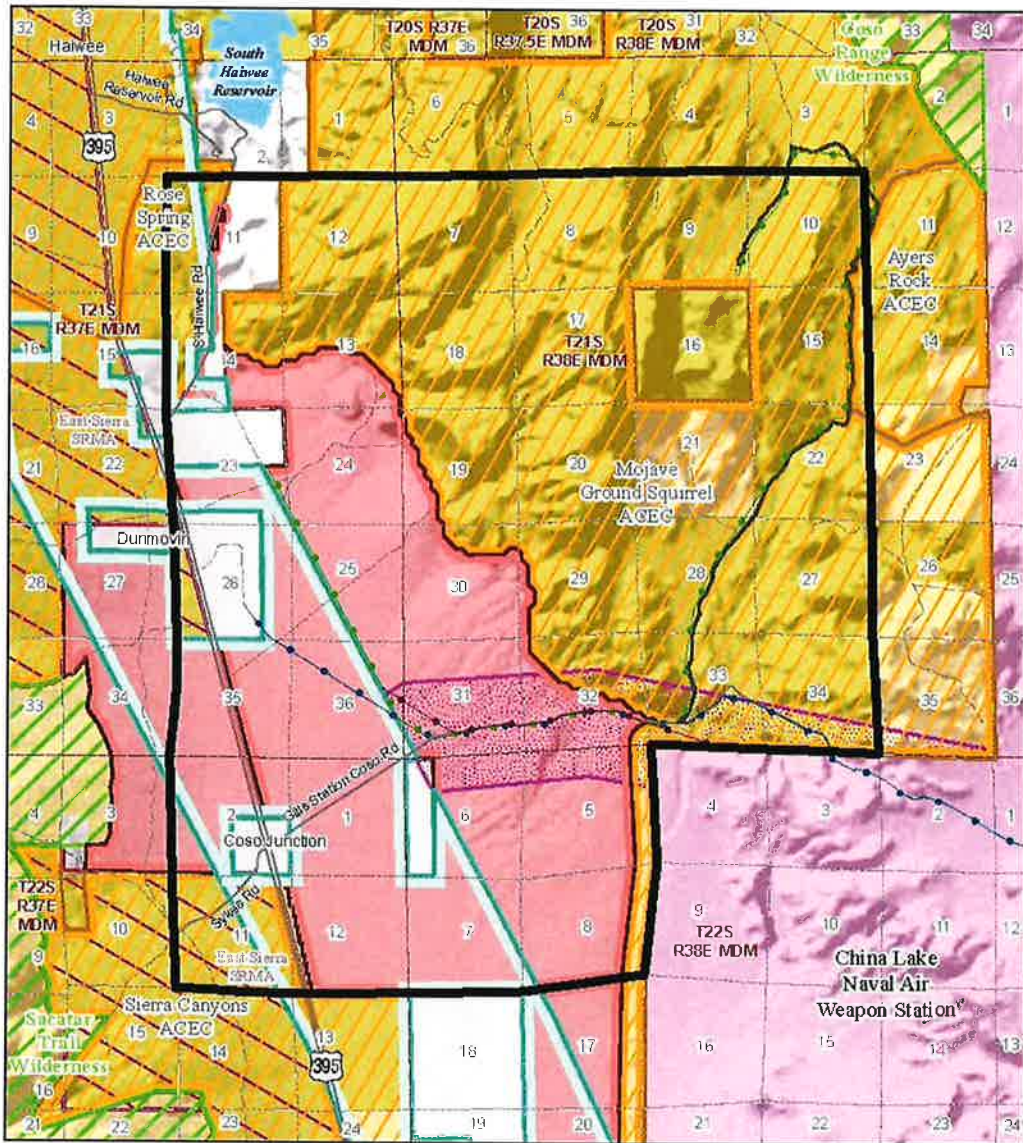 32
33
34
35
T20S R37E
MDM
36
T20S
36
R37.5E MDM
T20S
31
R38E MDM
32
Coso
Range
Wilderness
33
34
Haiwee
South
Haiwee
Reservoir
Haiwee
Reservoir Rd
4
3
2
1
6
5
4
3
2
1
395
Rose
Spring
ACEC
9
10
11
12
7
8
9
10
11
12
Ayers
Rock
ACEC
S Haiwee Rd
T21S
R37E MDM
16
15
14
13
18
17
T21S
R38E MDM
16
15
14
13
East Sierra
SRMA
21
22
23
24
19
20
21
22
23
24
Mojave
Ground Squirrel
ACEC
Dunmovin
28
27
26
25
30
29
28
27
26
25
33
34
35
36
31
32
33
34
35
36
Gills Station Coso Rd
4
3
2
1
6
5
4
3
2
1
Coso Junction
T22S
R37E
MDM
Sykes Rd
9
10
11
12
7
8
9
T22S
R38E MDM
10
11
12
East Sierra
SRMA
China Lake
Naval Air
Weapon Station
Sierra Canyons
ACEC
Sacatar
Trail
Wilderness
16
15
14
13
395
18
17
16
15
14
13
21
22
23
24
19
20
21
22
23
24